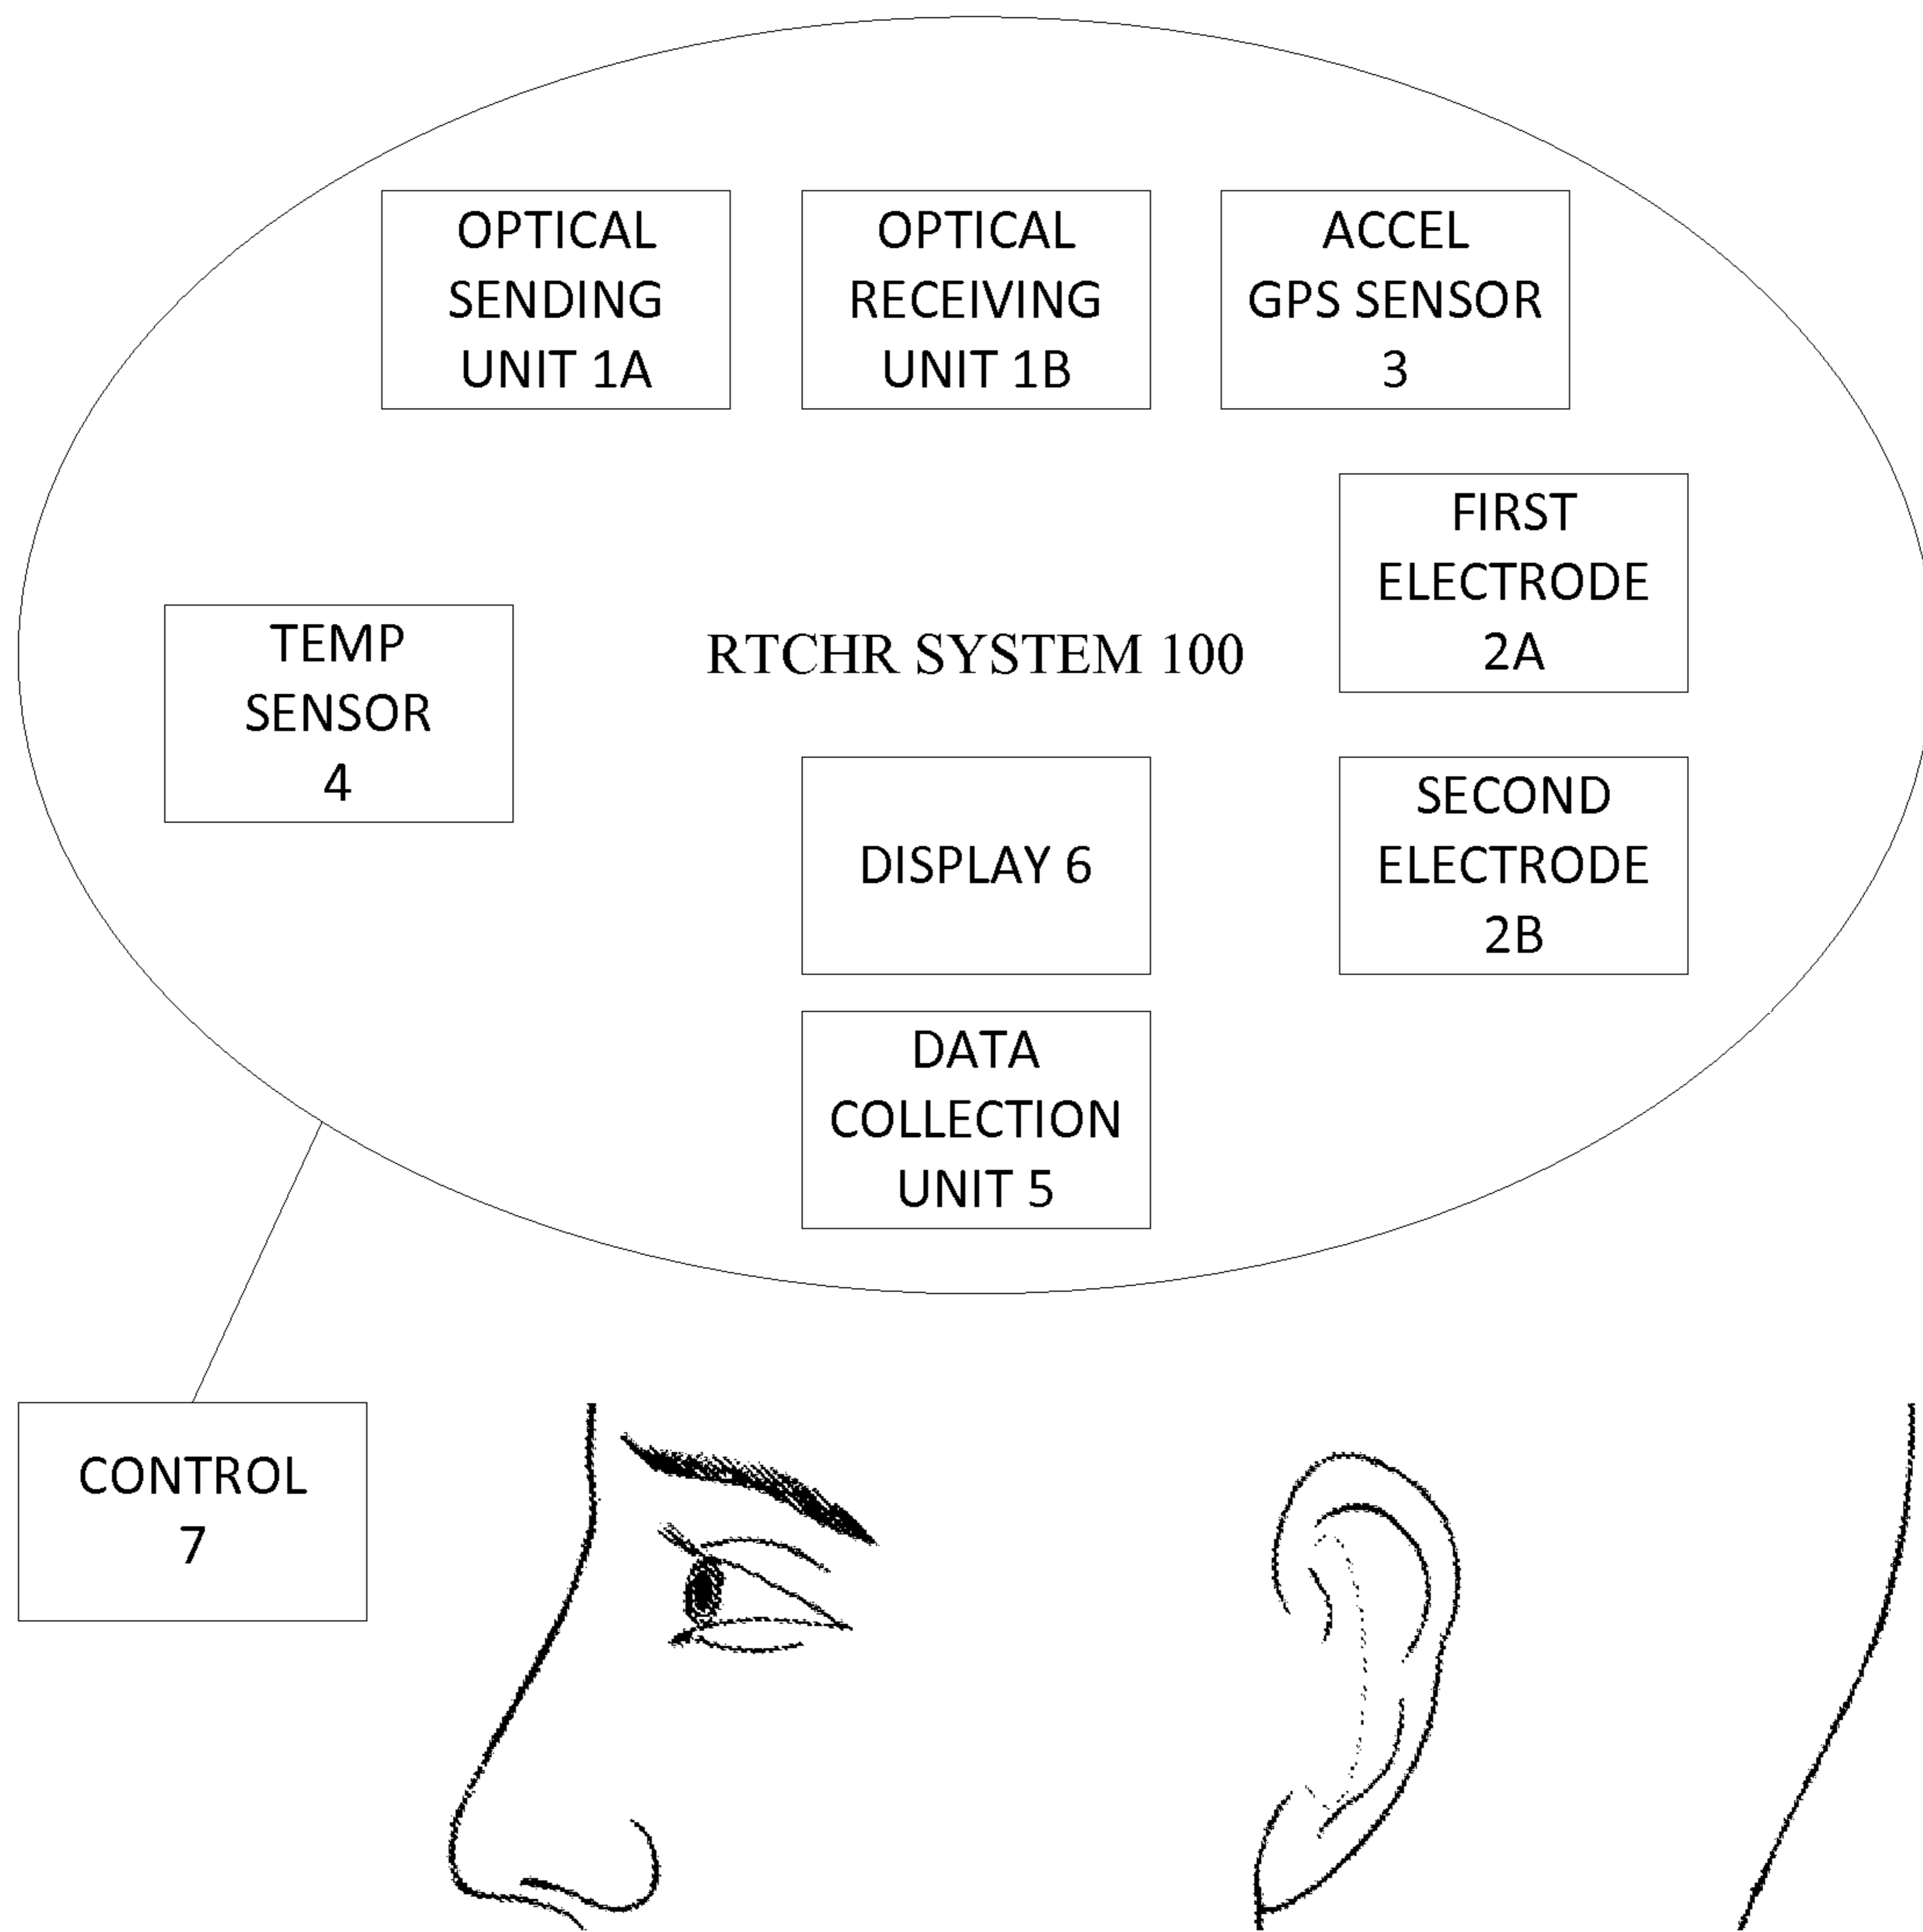 OPTICAL
SENDING
UNIT 1A
OPTICAL
RECEIVING
UNIT 1B
ACCEL
GPS SENSOR
3
FIRST
ELECTRODE
2A
TEMP
SENSOR
4
RTCHR SYSTEM 100
DISPLAY 6
SECOND
ELECTRODE
2B
DATA
COLLECTION
UNIT 5
CONTROL
7